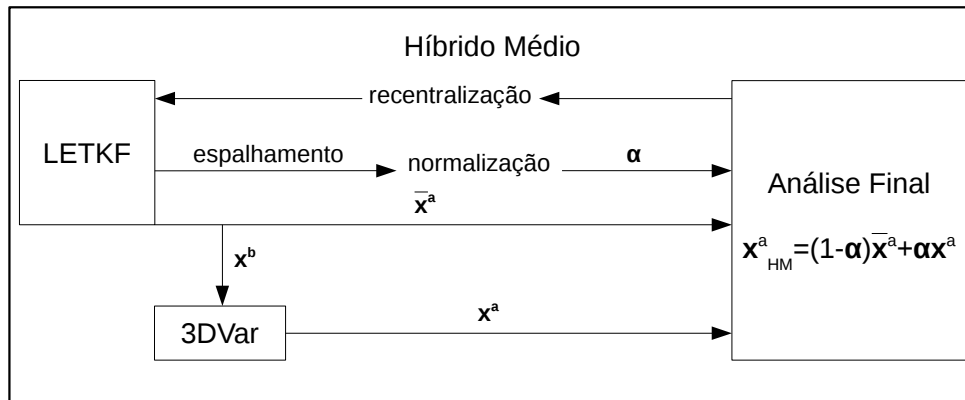 Híbrido Médio
recentralização
LETKF
espalhamento
normalização
α
x̅ᵃ
Análise Final
xᵃ_HM=(1-α)x̅ᵃ+αxᵃ
xᵇ
xᵃ
3DVar